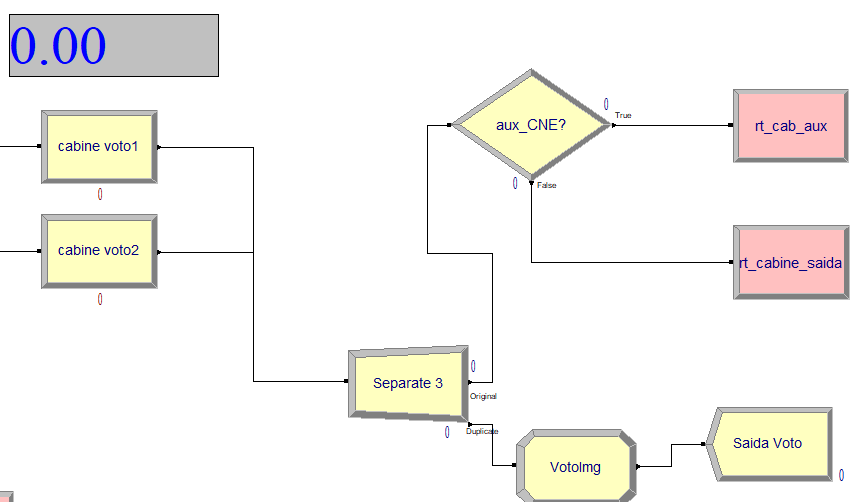 0.00
cabine voto1
0
cabine voto2
0
aux_CNE?
0
True
0
False
rt_cab_aux
rt_cabine_saida
Separate 3
0
Original
0
Duplicate
VotoImg
Saida Voto
0